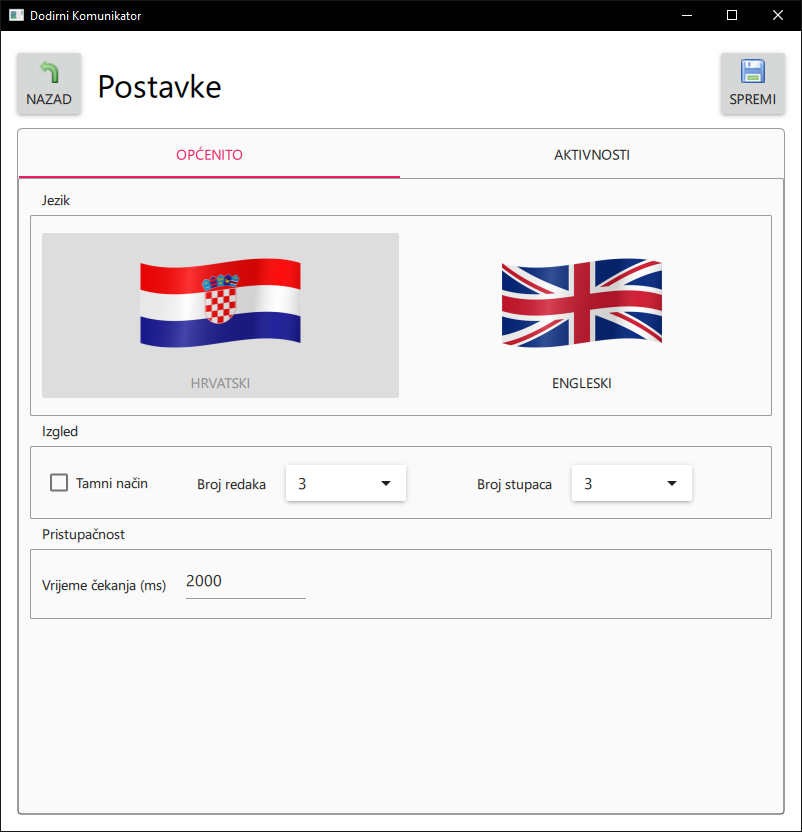 Dodirni Komunikator
NAZAD
Postavke
SPREMI
OPĆENITO
AKTIVNOSTI
Jezik
HRVATSKI
ENGLESKI
Izgled
Tamni način
Broj redaka
3
Broj stupaca
3
Pristupačnost
Vrijeme čekanja (ms)
2000